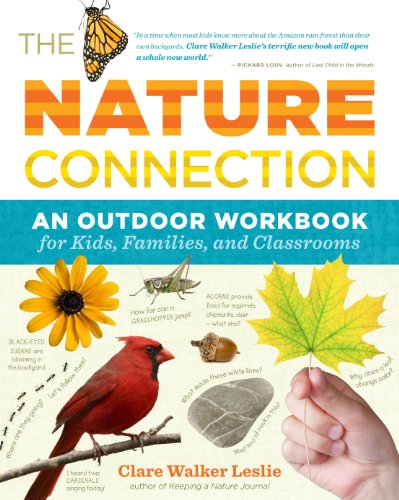 THE
"In a time when most kids know more about the Amazon rain forest than their
own backyards, Clare Walker Leslie's terrific new book will open
a whole new world."
— RICHARD LOUV, Author of Last Child in the Woods
NATURE
CONNECTION
AN OUTDOOR WORKBOOK
for Kids, Families, and Classrooms
How far can a
GRASSHOPPER jump?
ACORNS provide
food for squirrels,
chipmunks, deer
– what else?
BLACK-EYED
SUSANS are
blooming in
the backyard.
Let's follow them!
Where are they going?
What made these white lines?
What kind of rock is this?
Why does a leaf
change color?
I heard two
CARDINALS
singing today!
Clare Walker Leslie
author of Keeping a Nature Journal